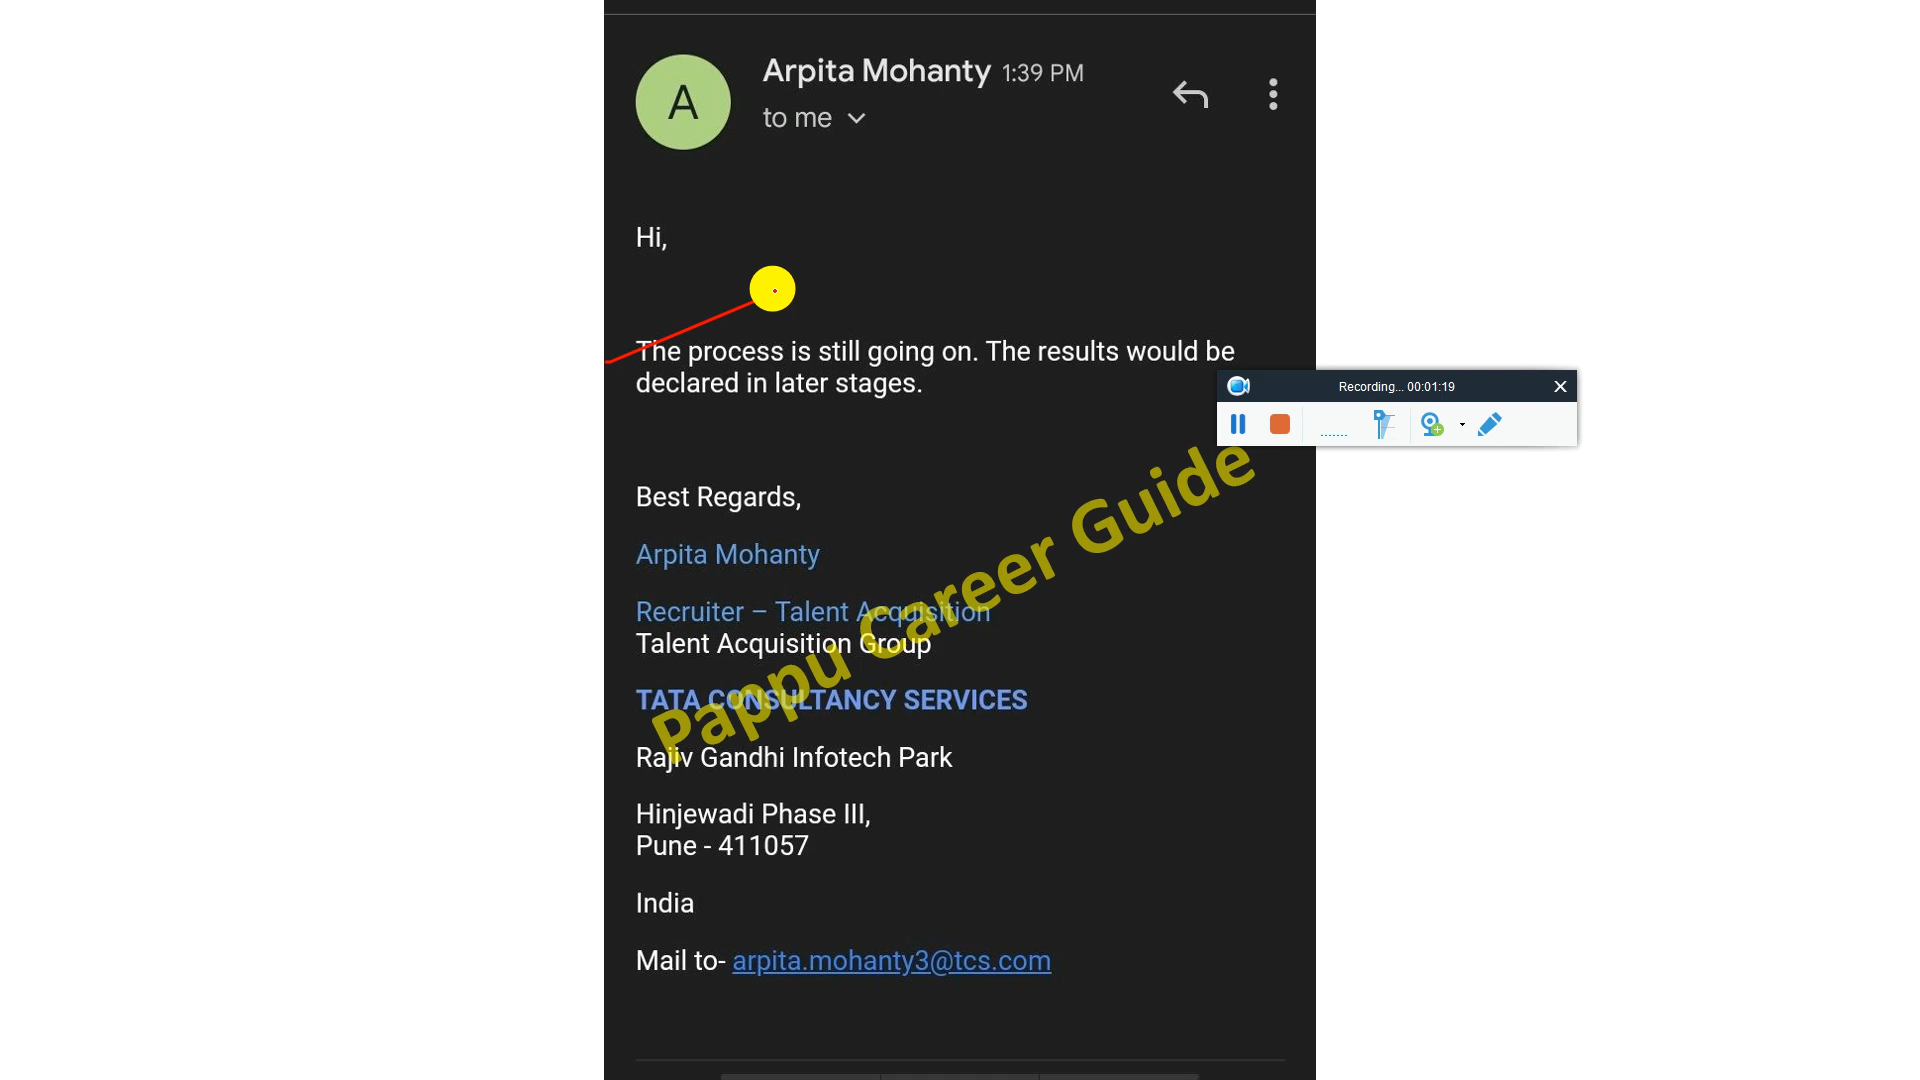 Arpita Mohanty 1:39 PM
A
to me
Hi,
The process is still going on. The results would be
declared in later stages.
Recording... 00:01:19
Best Regards,
Arpita Mohanty
Recruiter – Talent Acquisition
Talent Acquisition Group
TATA CONSULTANCY SERVICES
Rajiv Gandhi Infotech Park
Hinjewadi Phase III,
Pune - 411057
India
Mail to- arpita.mohanty3@tcs.com
Pappu Career Guide